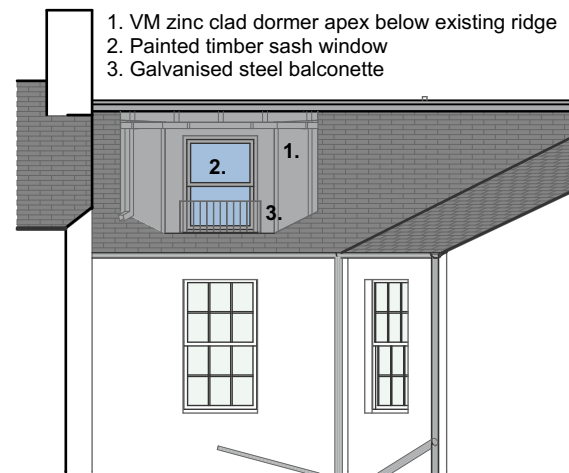 1. VM zinc clad dormer apex below existing ridge
2. Painted timber sash window
3. Galvanised steel balconette
1.
2.
3.